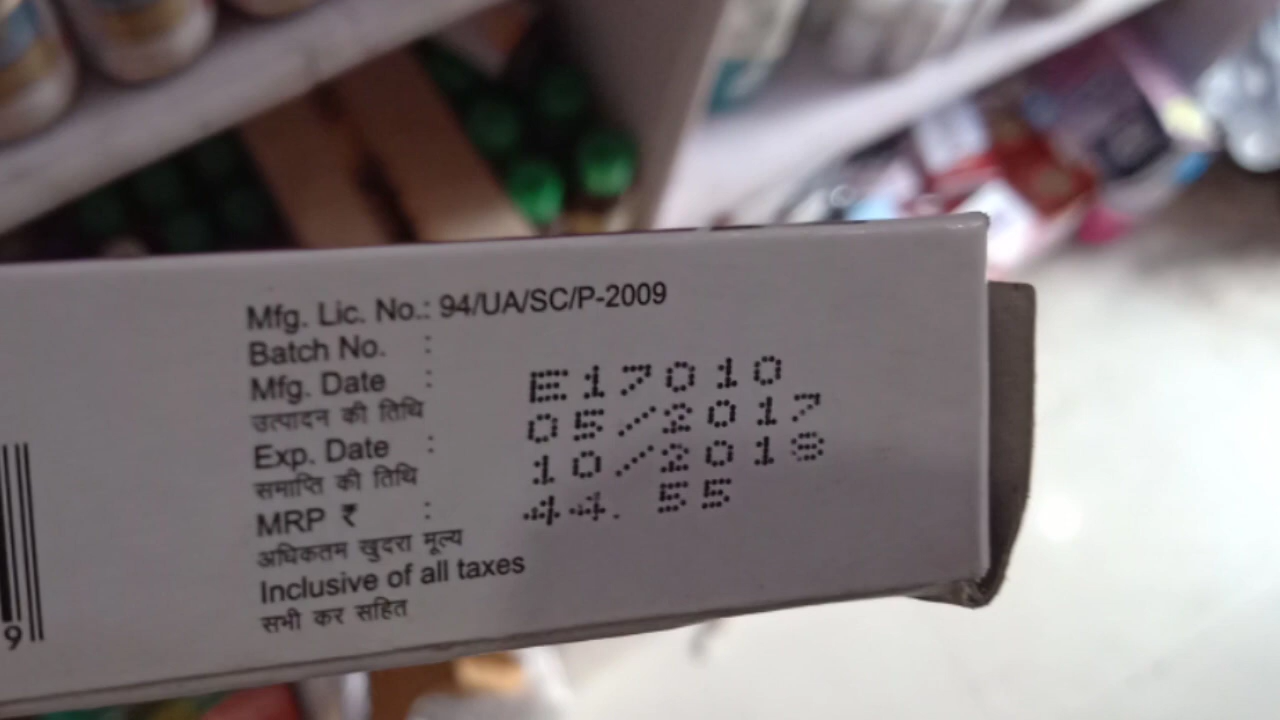 Mfg. Lic. No.: 94/UA/SC/P-2009
Batch No. : E17010
Mfg. Date : 05/2017
उत्पादन की तिथि
Exp. Date : 10/2018
समाप्ति की तिथि
MRP ₹ : 44.55
अधिकतम खुदरा मूल्य
Inclusive of all taxes
सभी कर सहित
9